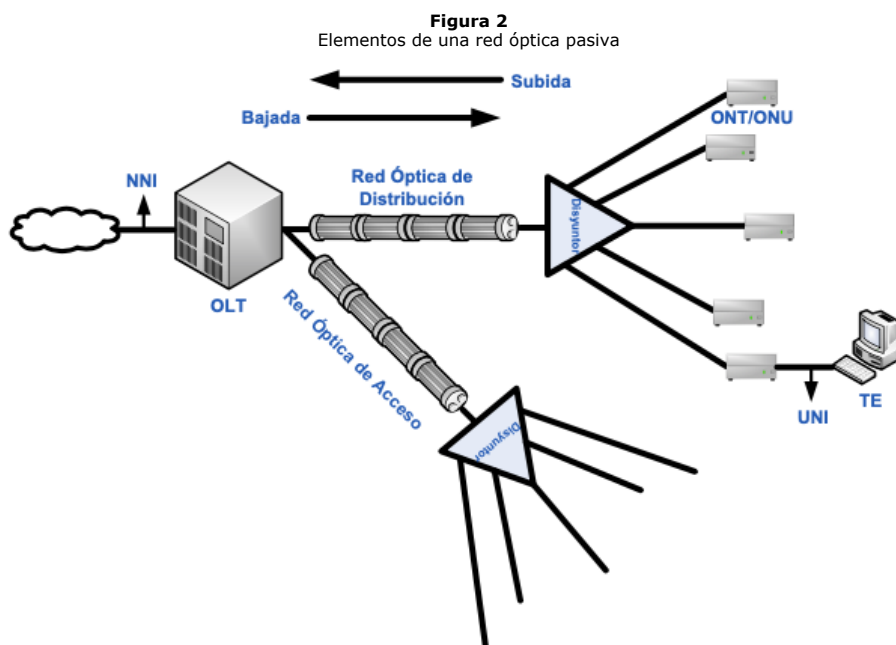 Figura 2
Elementos de una red óptica pasiva
Subida
Bajada
ONT/ONU
NNI
Red Óptica de
Distribución
Disyuntor
OLT
Red Óptica de Acceso
UNI
TE
Disyuntor